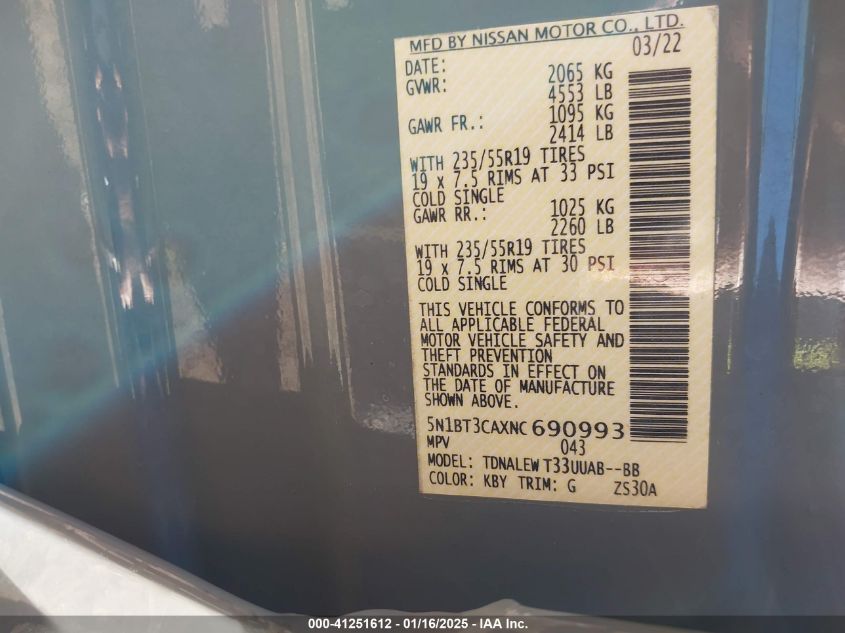 MFD BY NISSAN MOTOR CO., LTD.
DATE: 03/22
GVWR: 2065 KG
4553 LB
GAWR FR.: 1095 KG
2414 LB
WITH 235/55R19 TIRES
19 x 7.5 RIMS AT 33 PSI
COLD SINGLE
GAWR RR.: 1025 KG
2260 LB
WITH 235/55R19 TIRES
19 x 7.5 RIMS AT 30 PSI
COLD SINGLE
THIS VEHICLE CONFORMS TO
ALL APPLICABLE FEDERAL
MOTOR VEHICLE SAFETY AND
THEFT PREVENTION
STANDARDS IN EFFECT ON
THE DATE OF MANUFACTURE
SHOWN ABOVE.
5N1BT3CAXNC690993
MPV 043
MODEL: TDNALEW T33UUAB--BB
COLOR: KBY TRIM: G ZS30A
000-41251612 - 01/16/2025 - IAA Inc.